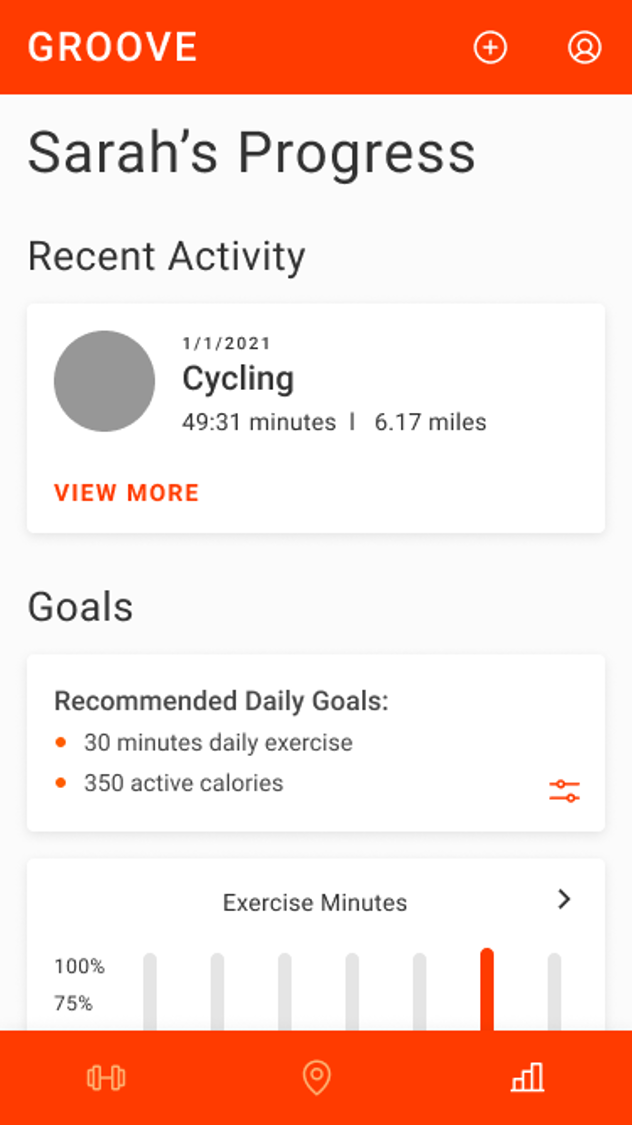 GROOVE
Sarah’s Progress
Recent Activity
1/1/2021
Cycling
49:31 minutes | 6.17 miles
VIEW MORE
Goals
Recommended Daily Goals:
30 minutes daily exercise
350 active calories
Exercise Minutes
100%
75%